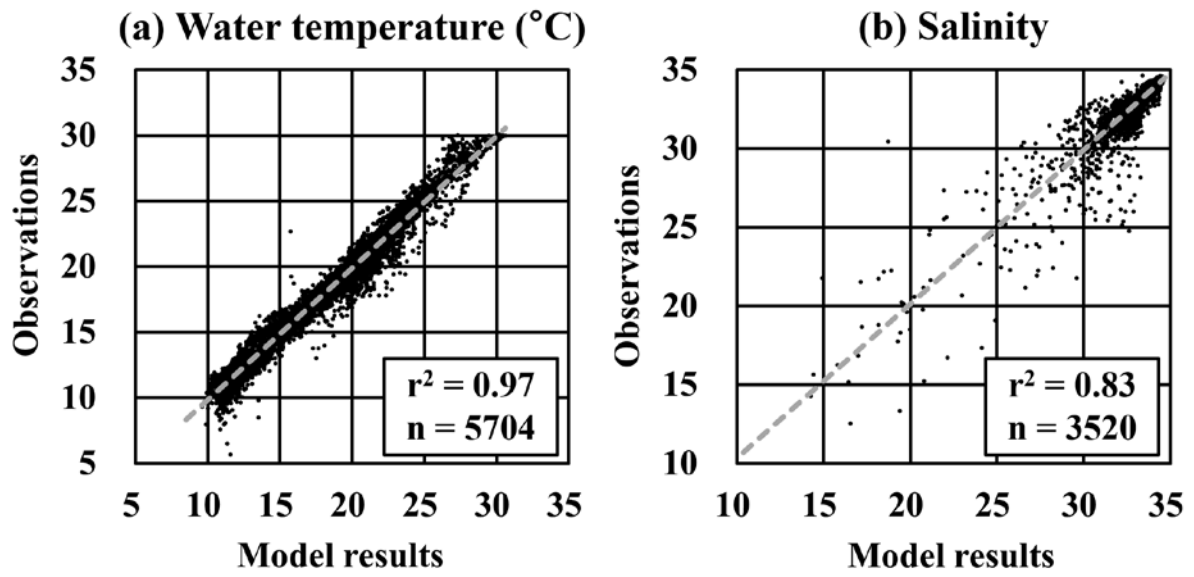 (a) Water temperature (°C)
35
30
25
20
15
10
5
Observations
r² = 0.97
n = 5704
5 10 15 20 25 30 35
Model results
(b) Salinity
35
30
25
20
15
10
Observations
r² = 0.83
n = 3520
10 15 20 25 30 35
Model results